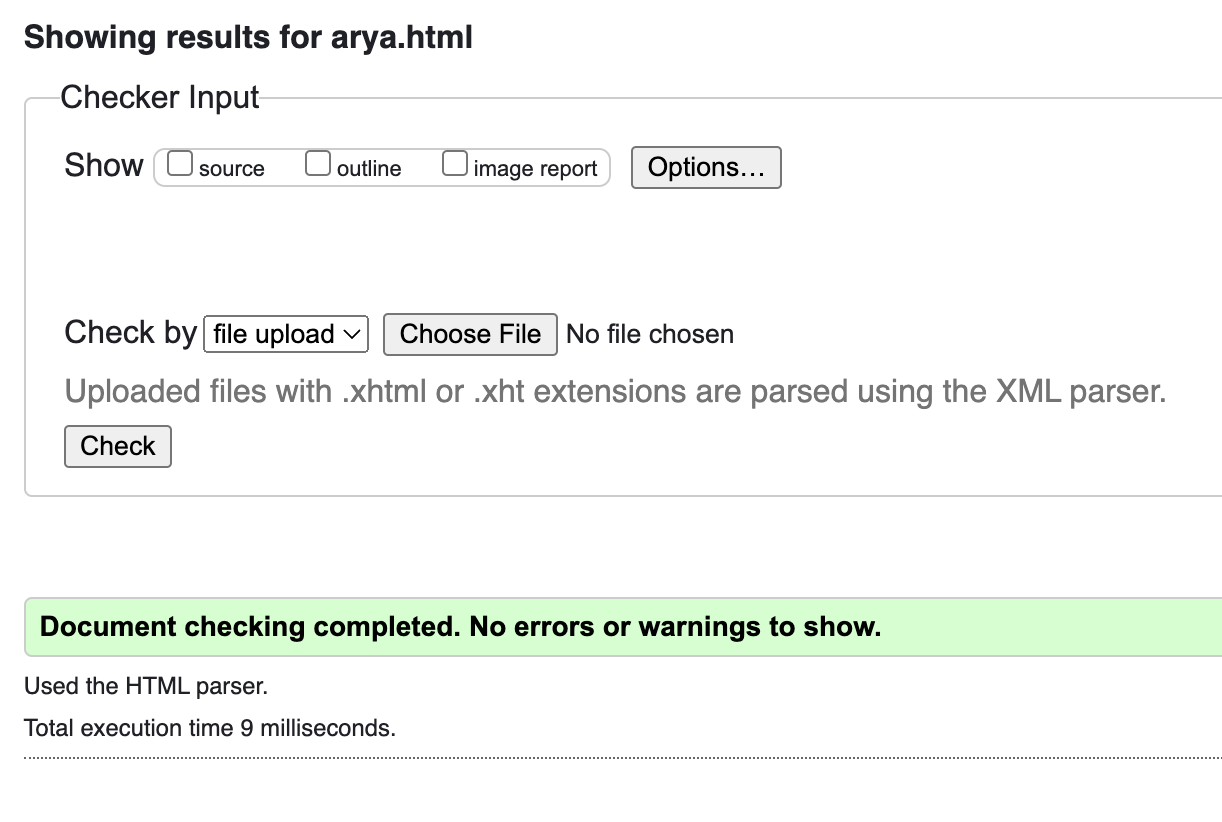 Showing results for arya.html
Checker Input
Show source outline image report Options…
Check by file upload Choose File No file chosen
Uploaded files with .xhtml or .xht extensions are parsed using the XML parser.
Check
Document checking completed. No errors or warnings to show.
Used the HTML parser.
Total execution time 9 milliseconds.